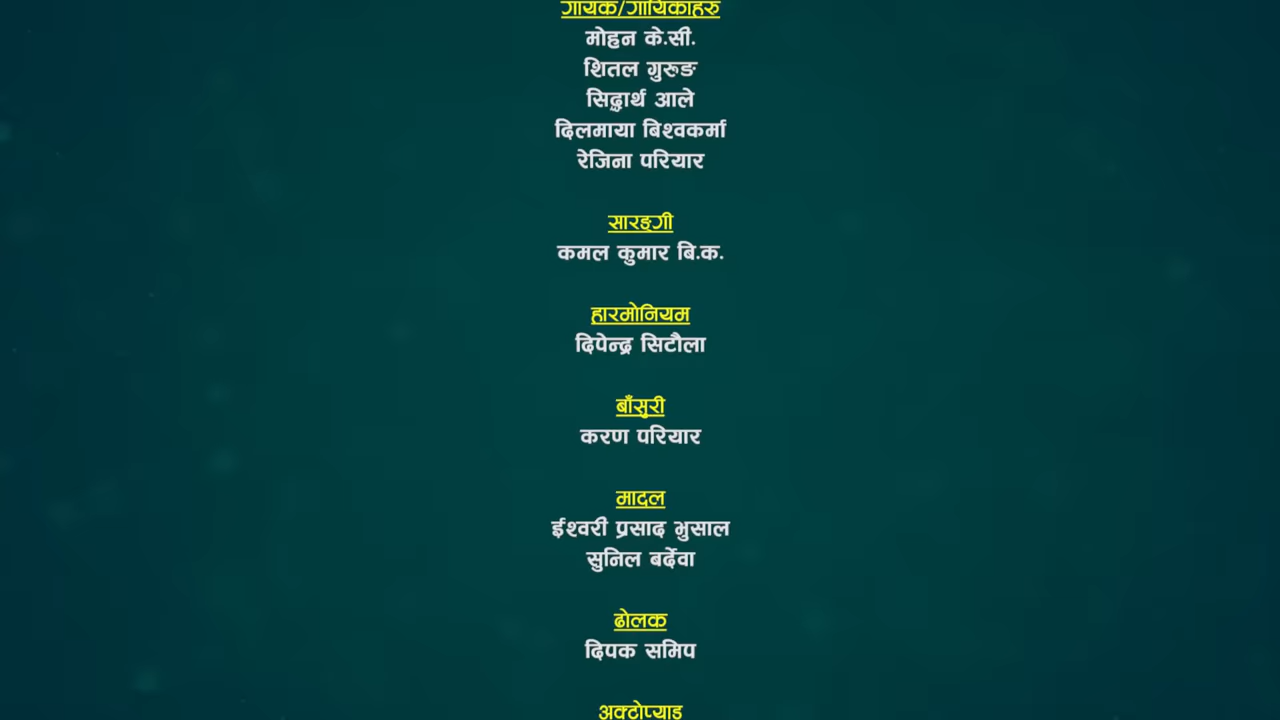 गायक/गायिकाहरु
मोहन के.सी.
शितल गुरुङ
सिद्धार्थ आले
दिलमाया बिश्वकर्मा
रेजिना परियार
सारङ्गी
कमल कुमार बि.क.
हारमोनियम
दिपेन्द्र सिटौला
बाँसुरी
करण परियार
मादल
ईश्वरी प्रसाद भुसाल
सुनिल बर्देवा
ढोलक
दिपक समिप
अक्टोप्याड